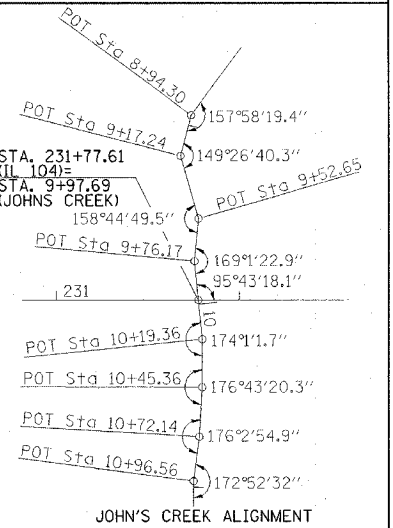 POT Sta 8+94.30
157°58'19.4"
POT Sta 9+17.24
149°26'40.3"
STA. 231+77.61
(IL 104)=
STA. 9+97.69
(JOHNS CREEK)
POT Sta 9+52.65
158°44'49.5"
POT Sta 9+76.17
169°1'22.9"
95°43'18.1"
231
10
POT Sta 10+19.36
174°1'1.7"
POT Sta 10+45.36
176°43'20.3"
POT Sta 10+72.14
176°2'54.9"
POT Sta 10+96.56
172°52'32"
JOHN'S CREEK ALIGNMENT